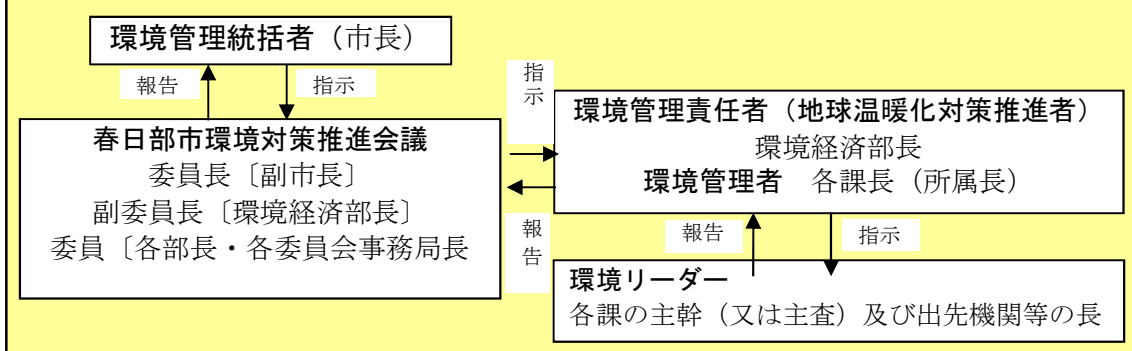 環境管理統括者（市長）
報告
指示
春日部市環境対策推進会議
委員長〔副市長〕
副委員長〔環境経済部長〕
委員〔各部長・各委員会事務局長
指示
報告
環境管理責任者（地球温暖化対策推進者）
環境経済部長
環境管理者　各課長（所属長）
報告
指示
環境リーダー
各課の主幹（又は主査）及び出先機関等の長